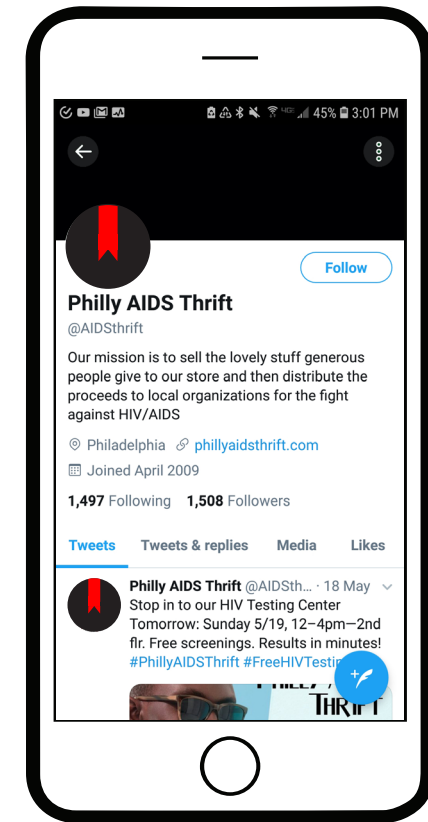 45% 3:01 PM
Follow
Philly AIDS Thrift
@AIDSthrift
Our mission is to sell the lovely stuff generous
people give to our store and then distribute the
proceeds to local organizations for the fight
against HIV/AIDS
Philadelphia phillyaidsthrift.com
Joined April 2009
1,497 Following 1,508 Followers
Tweets Tweets & replies Media Likes
Philly AIDS Thrift @AIDSth... · 18 May
Stop in to our HIV Testing Center
Tomorrow: Sunday 5/19, 12–4pm—2nd
flr. Free screenings. Results in minutes!
#PhillyAIDSThrift
THRIFT